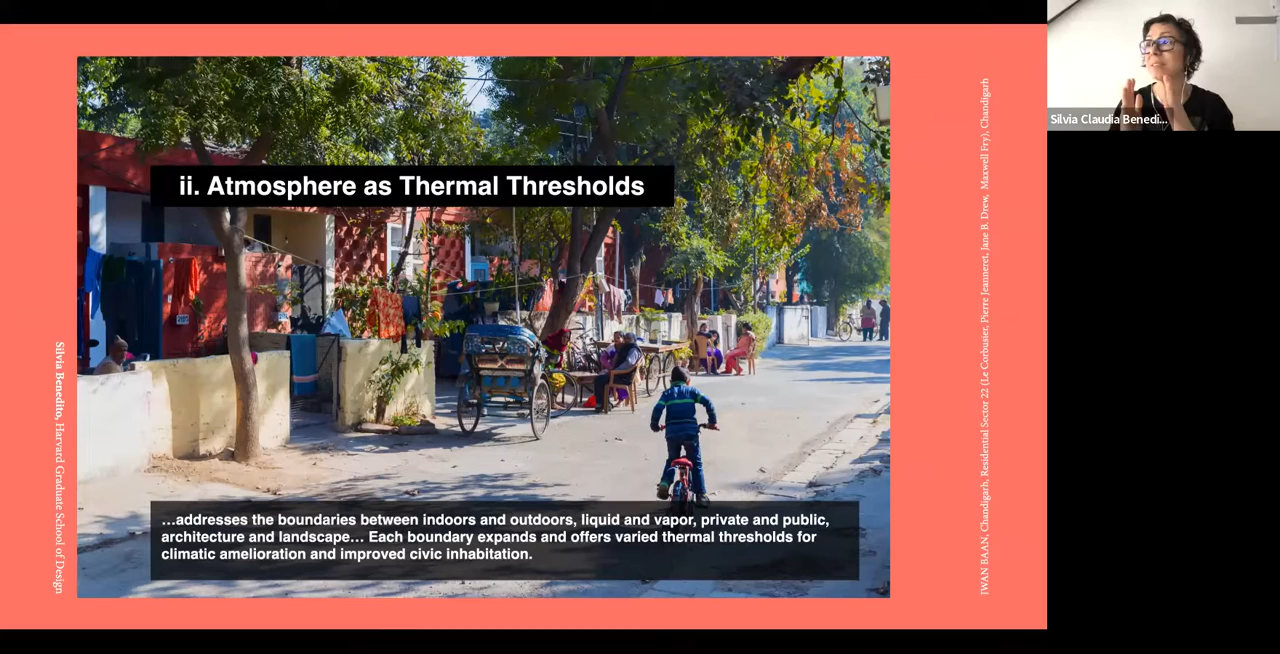 ii. Atmosphere as Thermal Thresholds
…addresses the boundaries between indoors and outdoors, liquid and vapor, private and public,
architecture and landscape… Each boundary expands and offers varied thermal thresholds for
climatic amelioration and improved civic inhabitation.
Silvia Benedito, Harvard Graduate School of Design
IWAN BAAN, Chandigarh, Residential Sector 22 (Le Corbusier, Pierre Jeanneret, Jane B. Drew, Maxwell Fry), Chandigarh
Silvia Claudia Benedi...